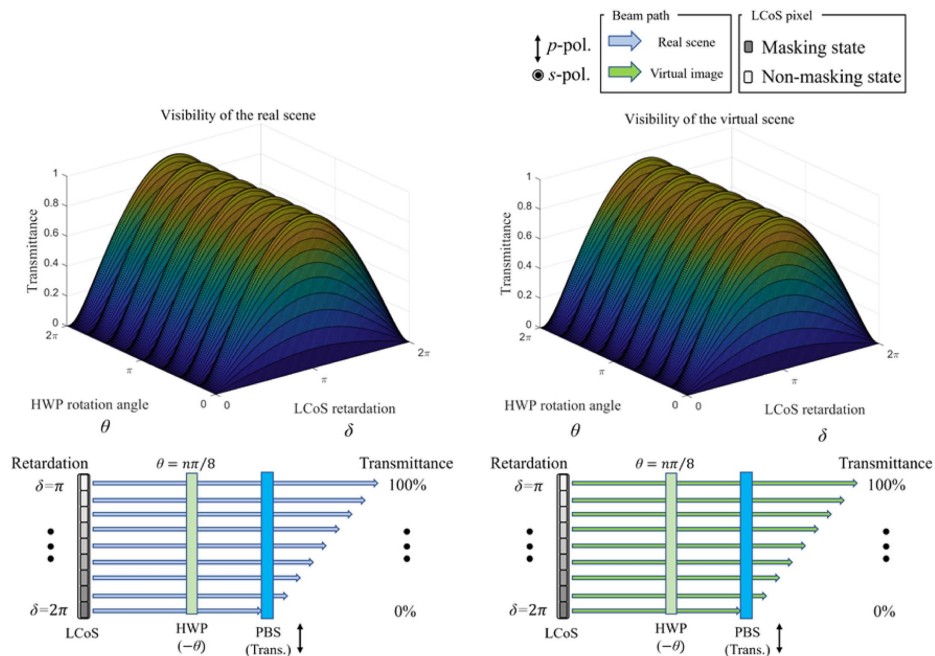 Beam path
LCoS pixel
p-pol.
Real scene
Masking state
s-pol.
Virtual image
Non-masking state
Visibility of the real scene
Transmittance
1
0.8
0.6
0.4
0.2
0
2π
π
0
0
π
2π
HWP rotation angle
θ
LCoS retardation
δ
Visibility of the virtual scene
Transmittance
1
0.8
0.6
0.4
0.2
0
2π
π
0
0
π
2π
HWP rotation angle
θ
LCoS retardation
δ
Retardation
θ = nπ/8
Transmittance
δ=π
100%
δ=2π
0%
LCoS
HWP
(−θ)
PBS
(Trans.)
Retardation
θ = nπ/8
Transmittance
δ=π
100%
δ=2π
0%
LCoS
HWP
(−θ)
PBS
(Trans.)